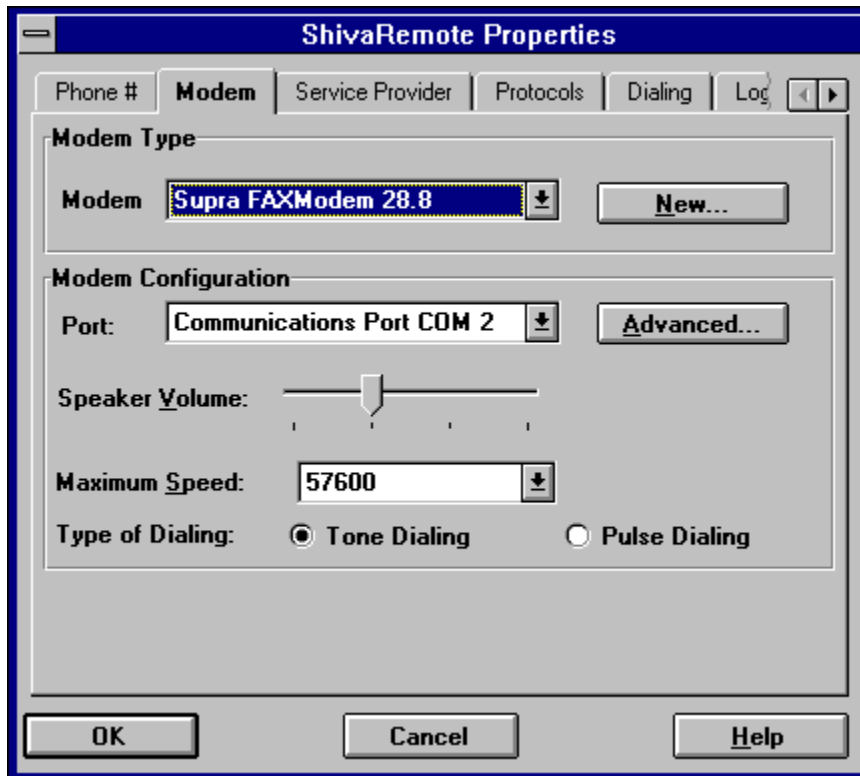 ShivaRemote Properties
Phone # Modem Service Provider Protocols Dialing Log
Modem Type
Modem Supra FAXModem 28.8 New...
Modem Configuration
Port: Communications Port COM 2 Advanced...
Speaker Volume:
Maximum Speed: 57600
Type of Dialing: Tone Dialing Pulse Dialing
OK Cancel Help